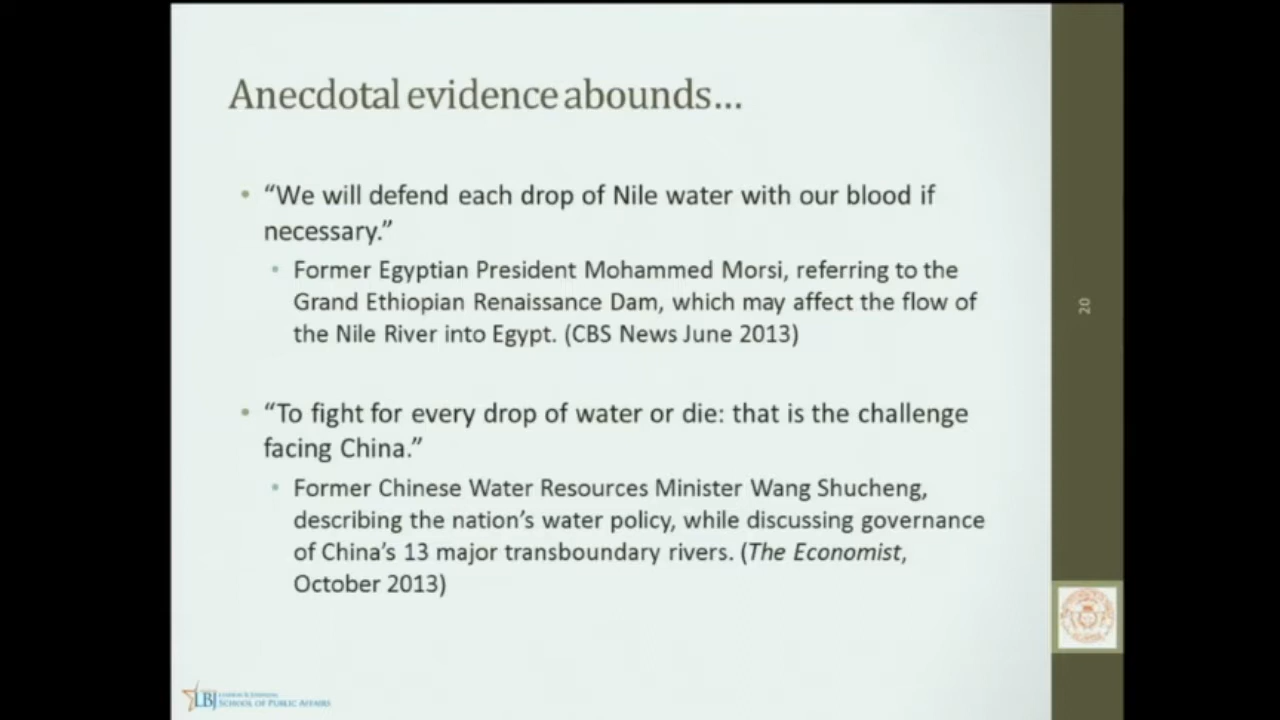 Anecdotal evidence abounds...
“We will defend each drop of Nile water with our blood if
necessary.”
Former Egyptian President Mohammed Morsi, referring to the
Grand Ethiopian Renaissance Dam, which may affect the flow of
the Nile River into Egypt. (CBS News June 2013)
“To fight for every drop of water or die: that is the challenge
facing China.”
Former Chinese Water Resources Minister Wang Shucheng,
describing the nation’s water policy, while discussing governance
of China’s 13 major transboundary rivers. (The Economist,
October 2013)
20
LBJ
SCHOOL OF PUBLIC AFFAIRS